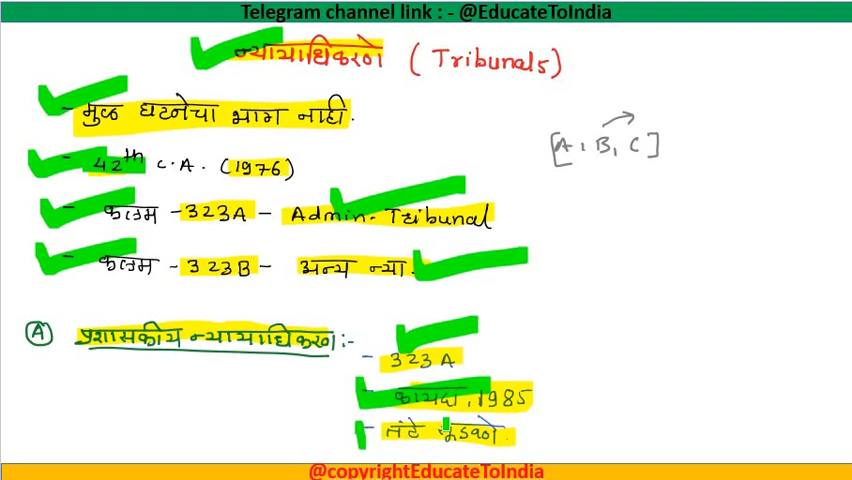 Telegram channel link : - @EducateToIndia
न्यायाधिकरणे (Tribunals)
- मुळ घटनेचा भाग नाही.
- 42th C.A. (1976)
[A, B, C]
- कलम - 323A - Admin. Tribunal
- कलम - 323B - अन्य न्या.
(A) प्रशासकीय न्यायाधिकरण :-
- 323A
- कायदा, 1985
- तंटे
@copyrightEducateToIndia